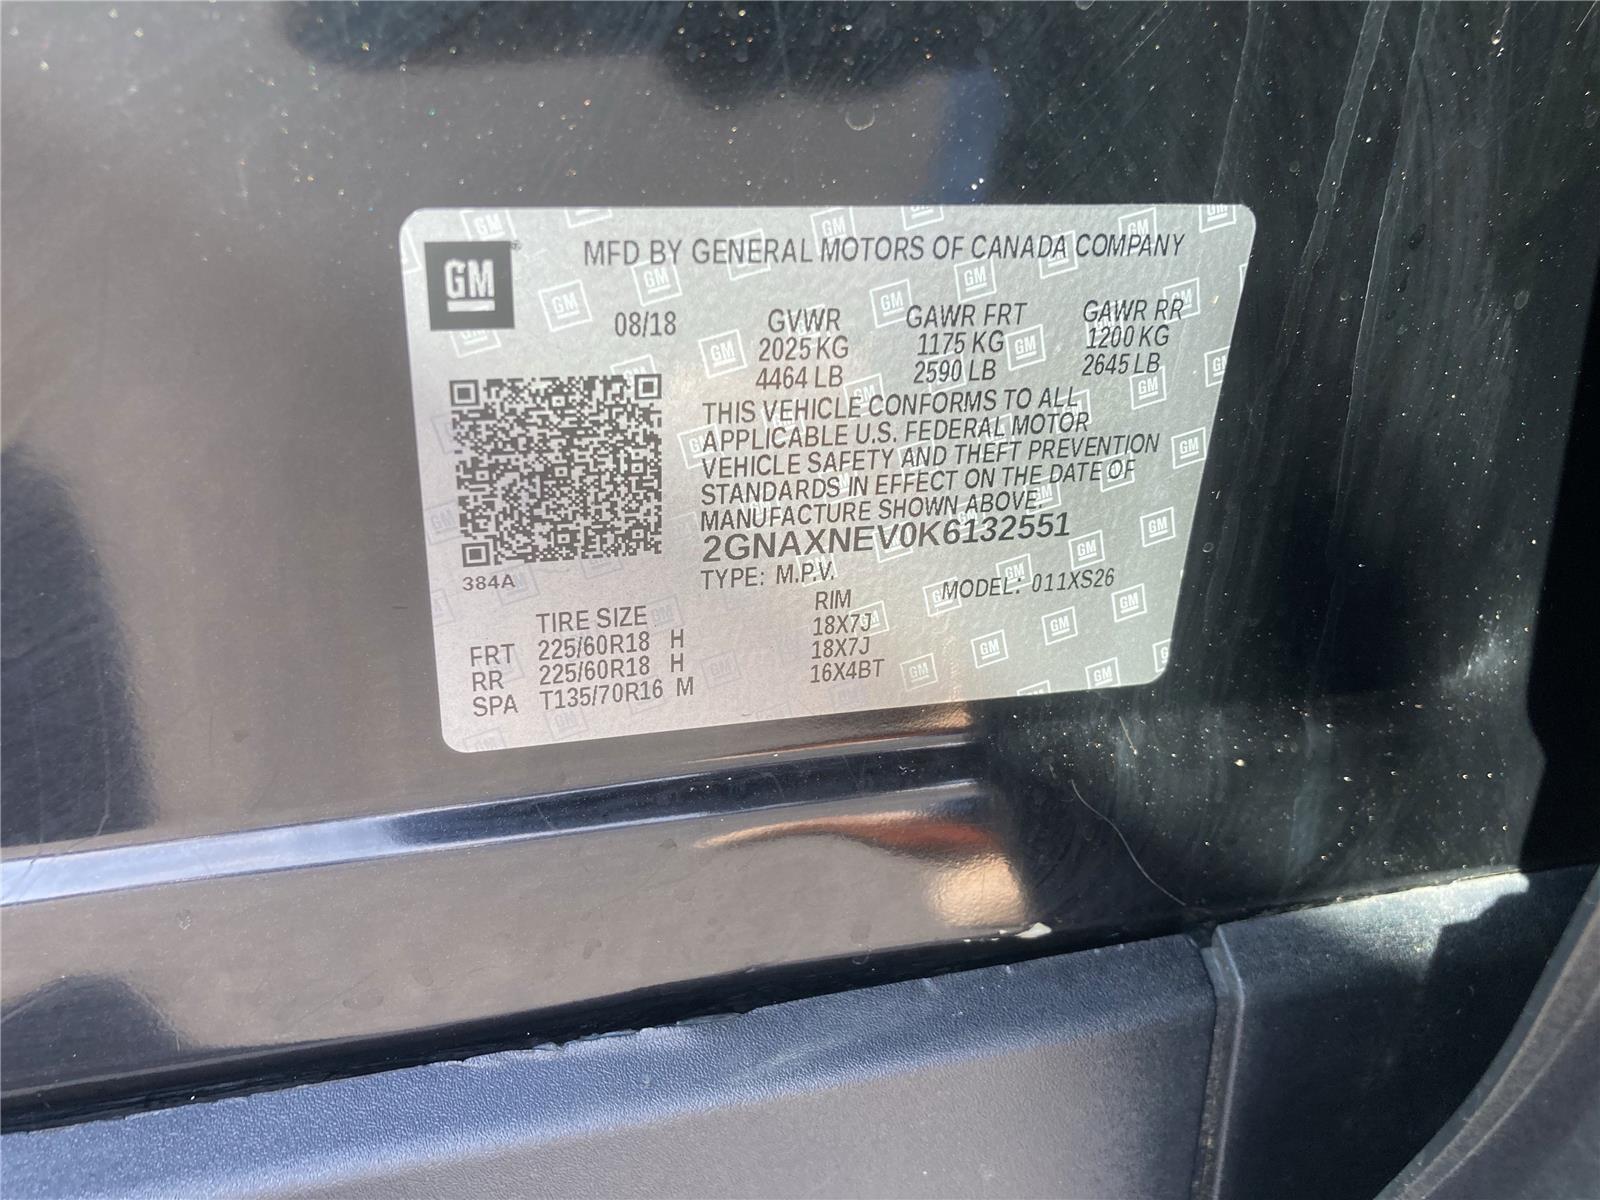 GM
MFD BY GENERAL MOTORS OF CANADA COMPANY
08/18 GVWR GAWR FRT GAWR RR
2025 KG 1175 KG 1200 KG
4464 LB 2590 LB 2645 LB
THIS VEHICLE CONFORMS TO ALL
APPLICABLE U.S. FEDERAL MOTOR
VEHICLE SAFETY AND THEFT PREVENTION
STANDARDS IN EFFECT ON THE DATE OF
MANUFACTURE SHOWN ABOVE.
2GNAXNEV0K6132551
384A
TYPE: M.P.V. MODEL: 011XS26
TIRE SIZE RIM
FRT 225/60R18 H 18X7J
RR 225/60R18 H 18X7J
SPA T135/70R16 M 16X4BT